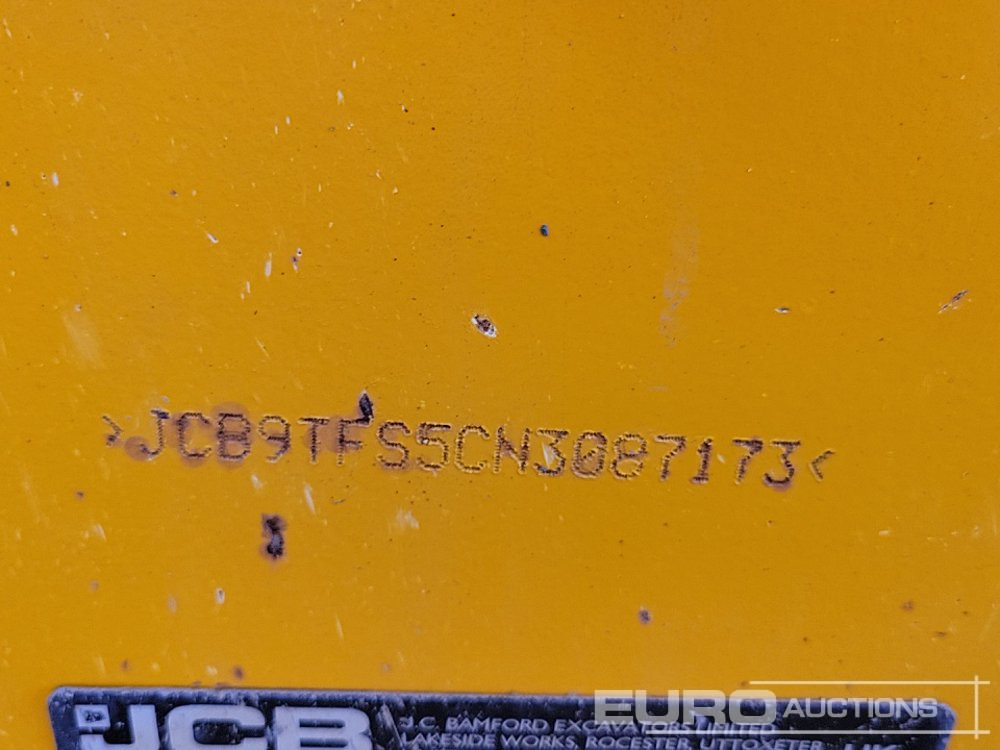 >JCB9TFS5CN3087173<
JCB
J.C. BAMFORD EXCAVATORS LIMITED
LAKESIDE WORKS, ROCESTER, UTTOXETER
EURO AUCTIONS